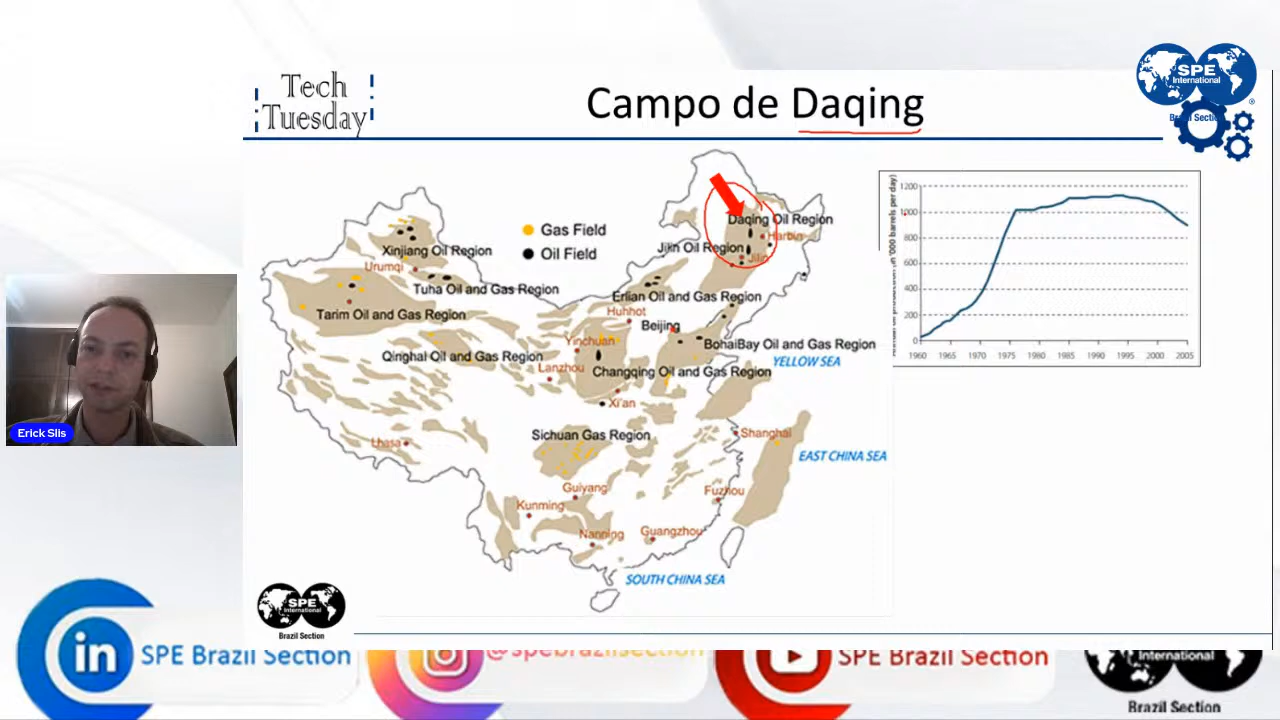 Tech
Tuesday
Campo de Daqing
SPE
International
®
Brazil Section
Gas Field
Oil Field
Daqing Oil Region
Harbin
Jilin Oil Region
Jilin
Xinjiang Oil Region
Urumqi
Tuha Oil and Gas Region
Tarim Oil and Gas Region
Erlian Oil and Gas Region
Huhhot
Beijing
Yinchuan
BohaiBay Oil and Gas Region
YELLOW SEA
Qinghai Oil and Gas Region
Lanzhou
Changqing Oil and Gas Region
Xi'an
Sichuan Gas Region
Lhasa
Shanghai
EAST CHINA SEA
Guiyang
Fuzhou
Kunming
Nanning
Guangzhou
SOUTH CHINA SEA
1200
1000
800
600
400
200
0
1960 1965 1970 1975 1980 1985 1990 1995 2000 2005
barrels per day)
Erick Slis
SPE
International
Brazil Section
in
SPE Brazil Section
@spebrazilsection
SPE Brazil Section
International
Brazil Section